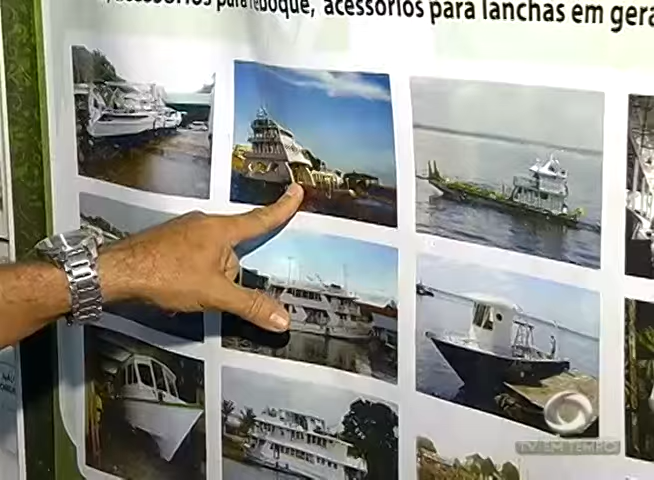 acessórios para reboque, acessórios para lanchas em gera
TV EM TEMPO